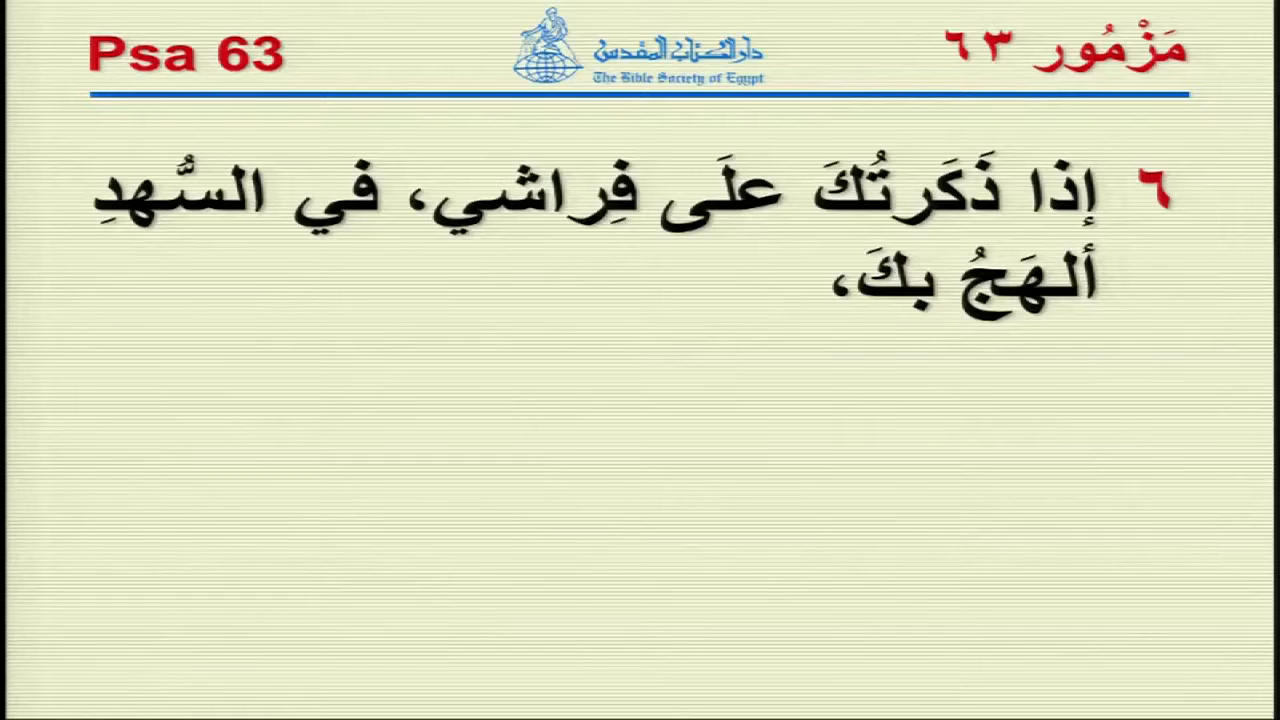 Psa 63
دار الكتاب المقدس
The Bible Society of Egypt
مَزْمُور ٦٣
٦ إذا ذَكَرتُكَ علَى فِراشي، في السُّهدِ
ألهَجُ بكَ،